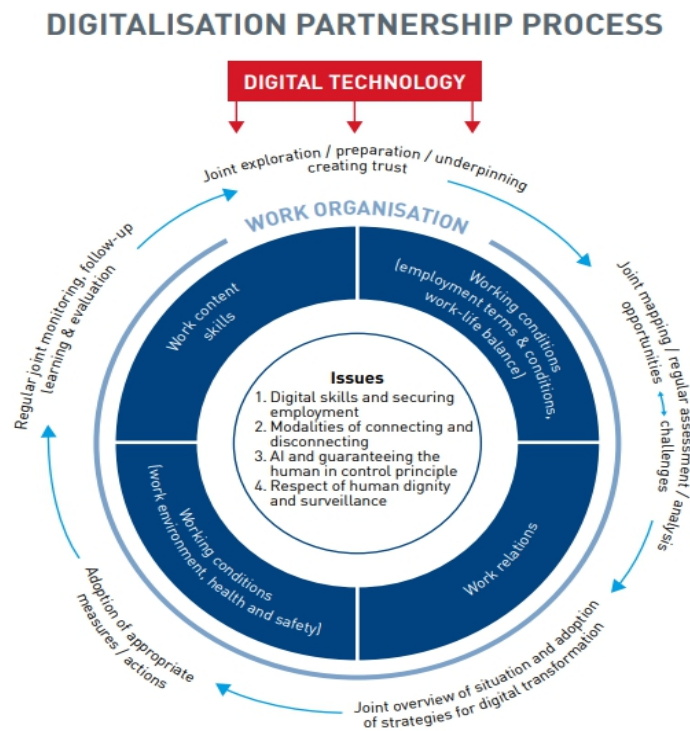 DIGITALISATION PARTNERSHIP PROCESS
DIGITAL TECHNOLOGY
Joint exploration / preparation / underpinning
creating trust
WORK ORGANISATION
Joint mapping / regular assessment / analysis
opportunities
challenges
Joint overview of situation and adoption
of strategies for digital transformation
Adoption of appropriate
measures / actions
Regular joint monitoring, follow-up
learning & evaluation
Work content
skills
Working conditions
(employment terms & conditions,
work-life balance)
Work relations
Working conditions
(work environment, health and safety)
Issues
1. Digital skills and securing
employment
2. Modalities of connecting and
disconnecting
3. AI and guaranteeing the
human in control principle
4. Respect of human dignity
and surveillance